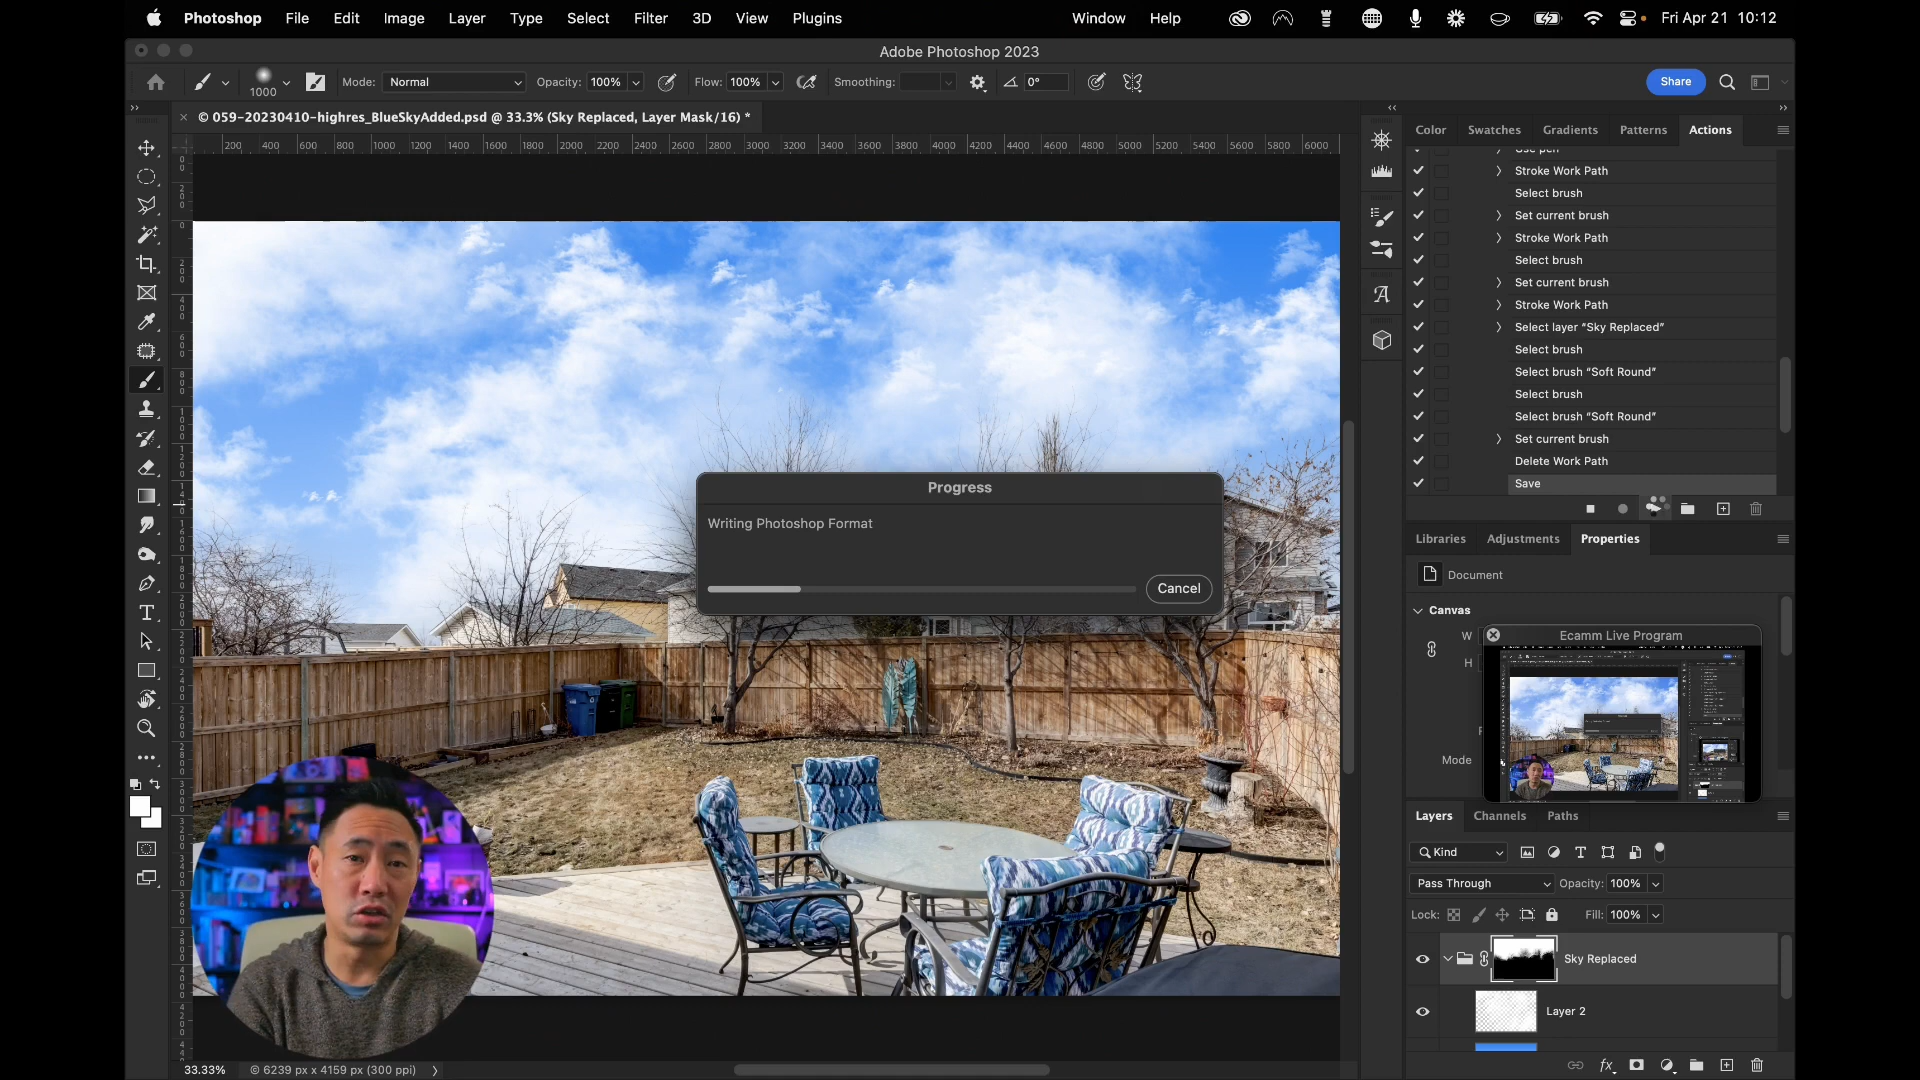 Photoshop File Edit Image Layer Type Select Filter 3D View Plugins Window Help Fri Apr 21 10:12
Adobe Photoshop 2023
1000 Mode: Normal Opacity: 100% Flow: 100% Smoothing: 0° Share
© 059-20230410-highres_BlueSkyAdded.psd @ 33.3% (Sky Replaced, Layer Mask/16) *
200 400 600 800 1000 1200 1400 1600 1800 2000 2200 2400 2600 2800 3000 3200 3400 3600 3800 4000 4200 4400 4600 4800 5000 5200 5400 5600 5800 6000
Color Swatches Gradients Patterns Actions
Use pen
Stroke Work Path
Select brush
Set current brush
Stroke Work Path
Select brush
Set current brush
Stroke Work Path
Select layer “Sky Replaced”
Select brush
Select brush “Soft Round”
Select brush
Select brush “Soft Round”
Set current brush
Delete Work Path
Save
Progress
Writing Photoshop Format
Cancel
Libraries Adjustments Properties
Document
Canvas
W
H
Ecamm Live Program
Mode
Layers Channels Paths
Kind
Pass Through Opacity: 100%
Lock: Fill: 100%
Sky Replaced
Layer 2
33.33% © 6239 px x 4159 px (300 ppi)